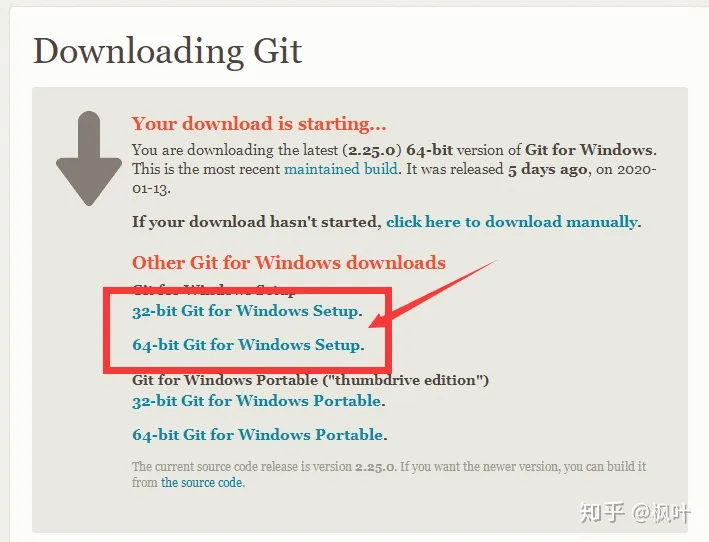 Downloading Git
Your download is starting...
You are downloading the latest (2.25.0) 64-bit version of Git for Windows.
This is the most recent maintained build. It was released 5 days ago, on 2020-
01-13.
If your download hasn't started, click here to download manually.
Other Git for Windows downloads
Git for Windows Setup
32-bit Git for Windows Setup.
64-bit Git for Windows Setup.
Git for Windows Portable ("thumbdrive edition")
32-bit Git for Windows Portable.
64-bit Git for Windows Portable.
The current source code release is version 2.25.0. If you want the newer version, you can build it
from the source code.
知乎 @枫叶